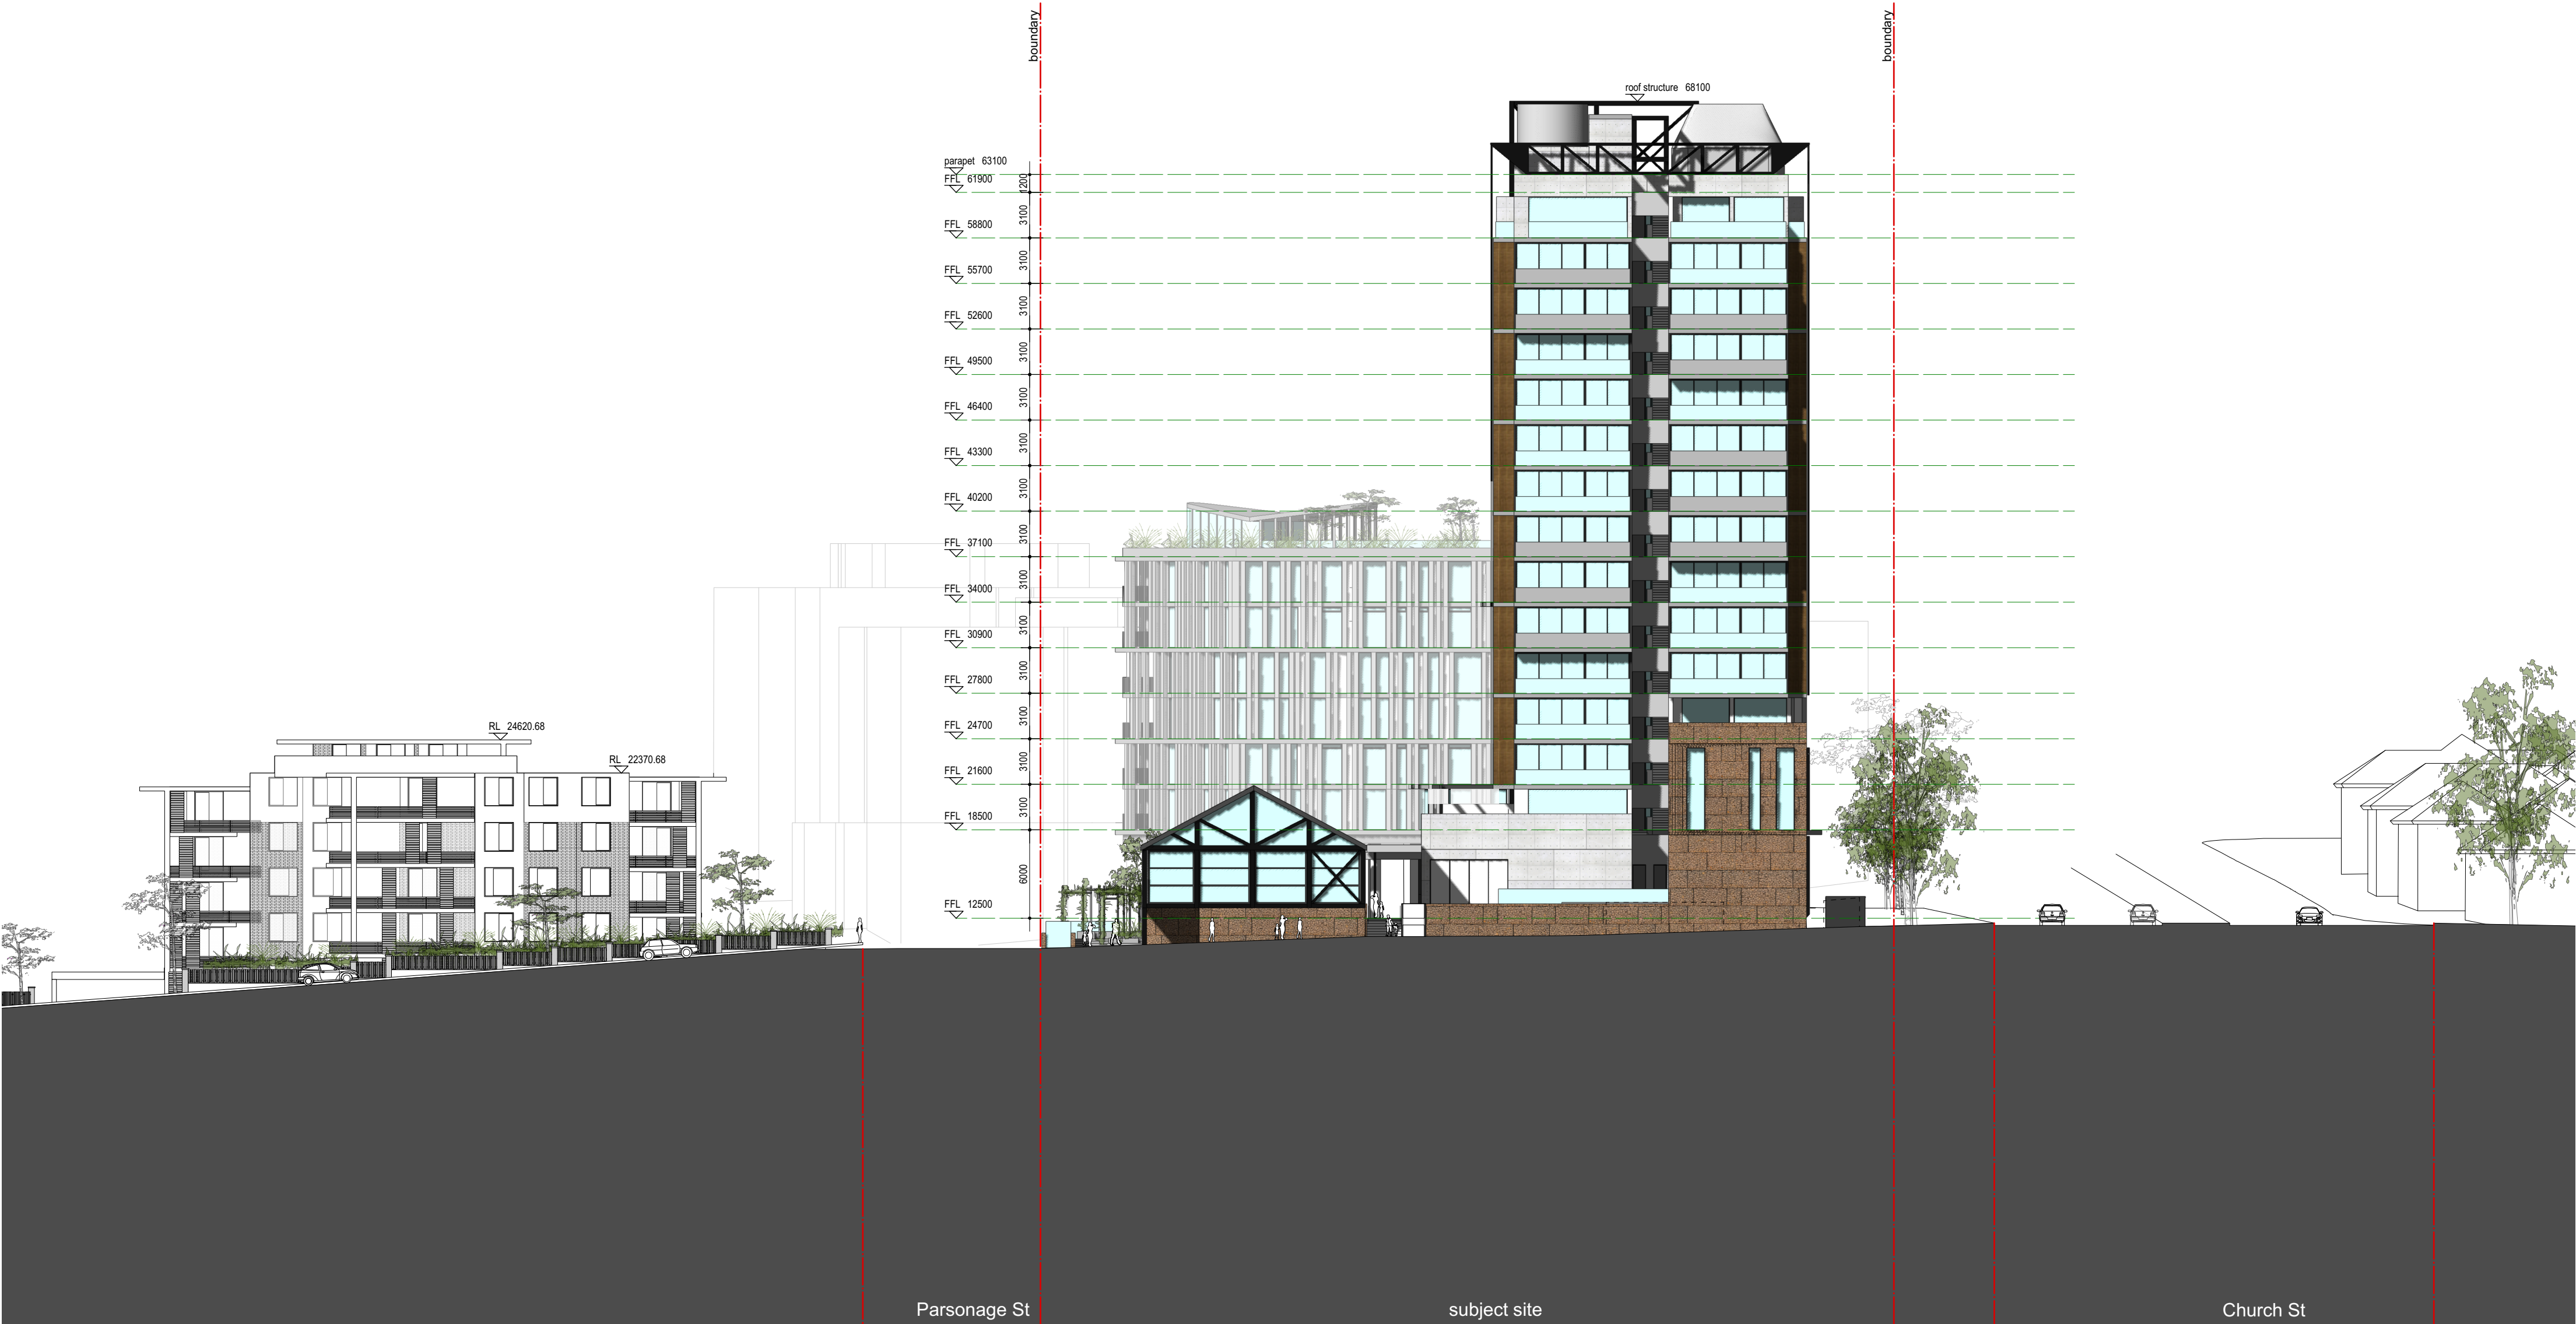 boundary
boundary
roof structure 68100
parapet 63100
1200
FFL 61900
3100
FFL 58800
3100
FFL 55700
3100
FFL 52600
3100
FFL 49500
3100
FFL 46400
3100
FFL 43300
3100
FFL 40200
3100
FFL 37100
3100
FFL 34000
3100
FFL 30900
3100
FFL 27800
3100
FFL 24700
3100
FFL 21600
3100
FFL 18500
6000
FFL 12500
RL 24620.68
RL 22370.68
Parsonage St
subject site
Church St